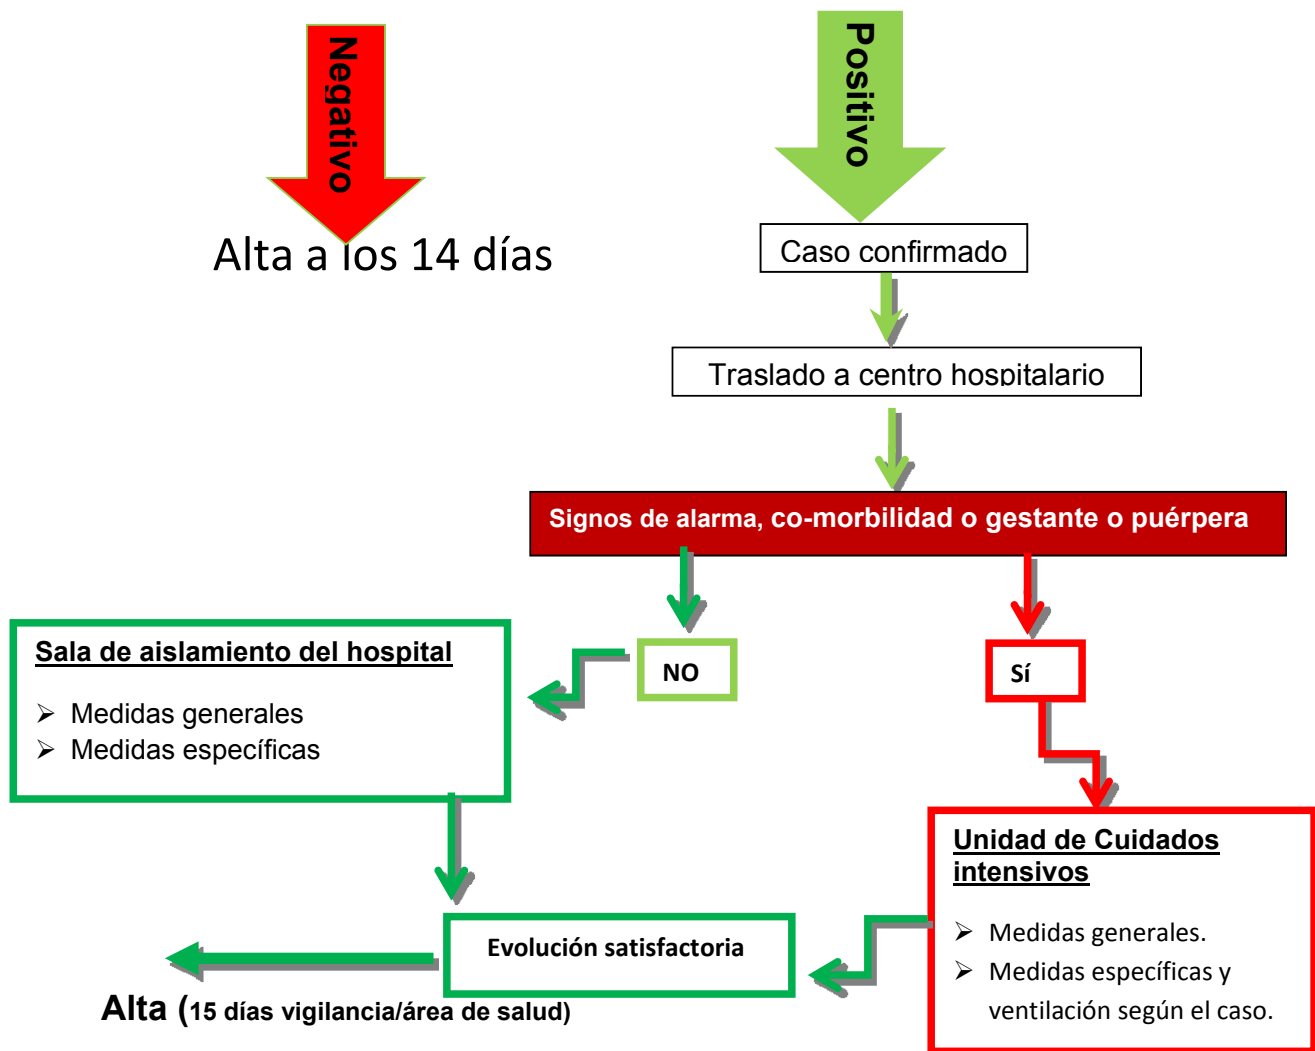 Negativo
Positivo
Alta a los 14 días
Caso confirmado
Traslado a centro hospitalario
Signos de alarma, co-morbilidad o gestante o puérpera
NO
Sí
Sala de aislamiento del hospital
➢ Medidas generales
➢ Medidas específicas
Unidad de Cuidados
intensivos
➢ Medidas generales.
➢ Medidas específicas y
ventilación según el caso.
Evolución satisfactoria
Alta (15 días vigilancia/área de salud)